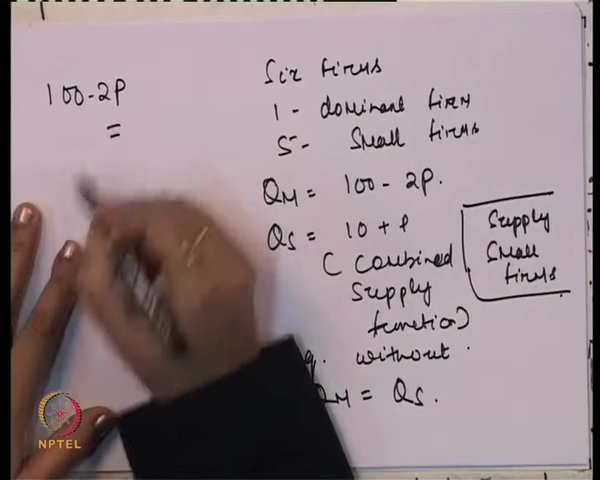 100-2P
=
Six firms
1 - dominant firm
5 - Small firms
QM = 100 - 2P.
QS = 10 + P
( combined
supply
function)
Supply
Small
firms
q. without
QM = QS.
NPTEL